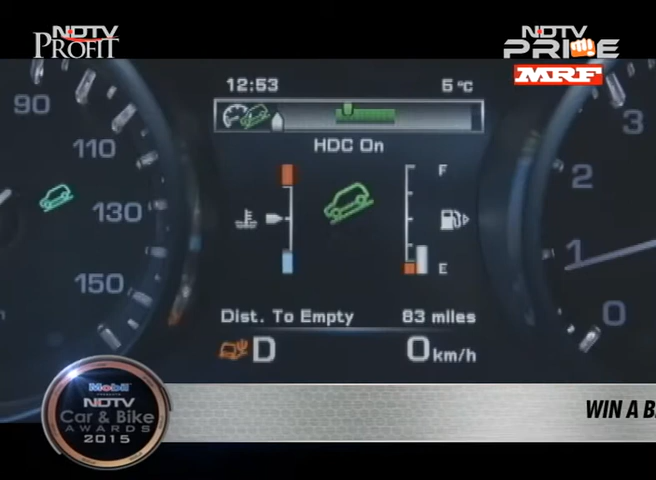 NDTV
PROFIT
NDTV
PRIME
MRF
12:53
5 °C
HDC On
90
110
130
150
F
E
3
2
1
0
Dist. To Empty 83 miles
D 0 km/h
Mobil
NDTV
Car & Bike
AWARDS
2015
WIN A